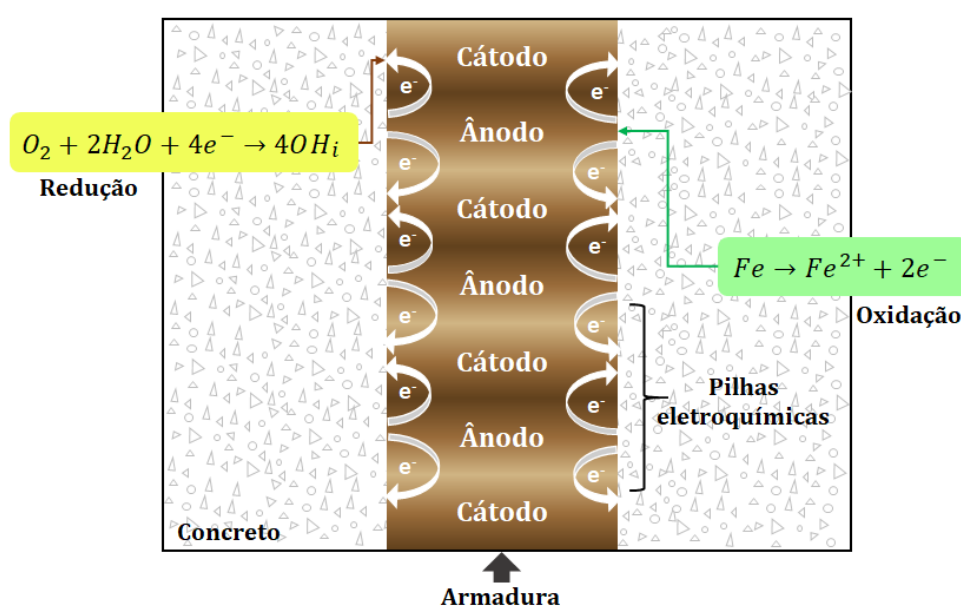 Cátodo
e-
e-
O₂ + 2H₂O + 4e⁻ → 4OHᵢ
Redução
Ânodo
e-
e-
Cátodo
e-
e-
Fe → Fe²⁺ + 2e⁻
Oxidação
Ânodo
e-
e-
Cátodo
Pilhas
eletroquímicas
e-
e-
Ânodo
e-
e-
Cátodo
Concreto
Armadura